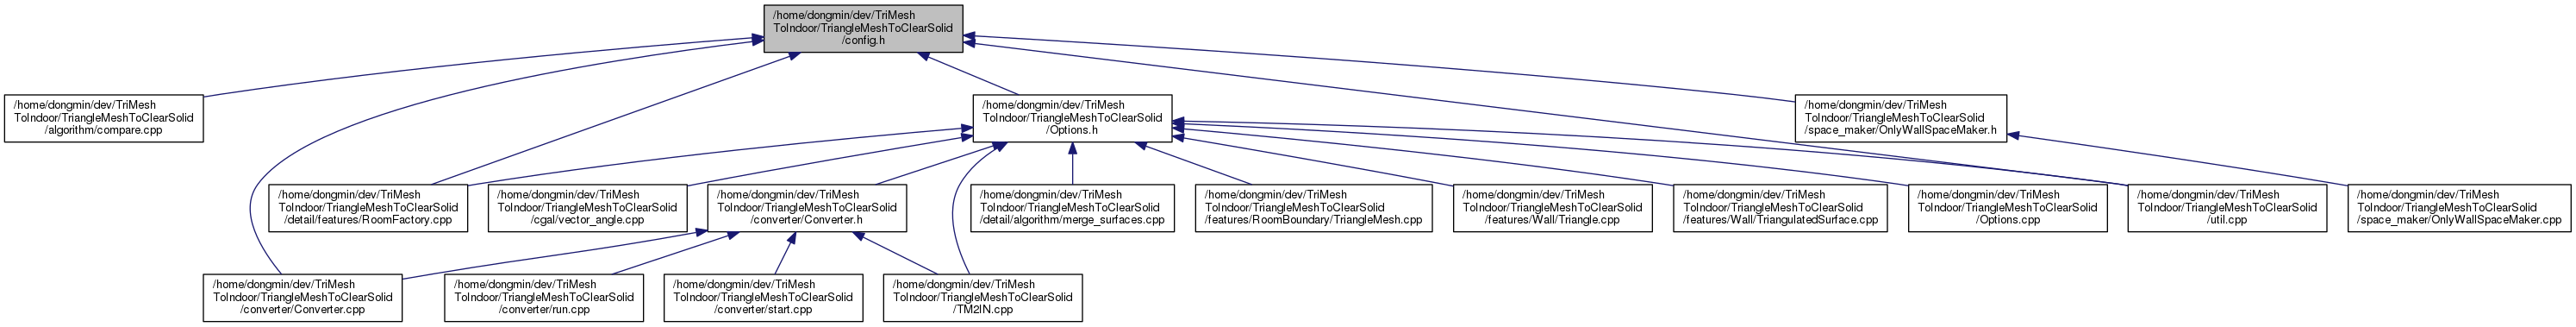 /home/dongmin/dev/TriMesh
ToIndoor/TriangleMeshToClearSolid
/config.h
/home/dongmin/dev/TriMesh
ToIndoor/TriangleMeshToClearSolid
/algorithm/compare.cpp
/home/dongmin/dev/TriMesh
ToIndoor/TriangleMeshToClearSolid
/Options.h
/home/dongmin/dev/TriMesh
ToIndoor/TriangleMeshToClearSolid
/space_maker/OnlyWallSpaceMaker.h
/home/dongmin/dev/TriMesh
ToIndoor/TriangleMeshToClearSolid
/detail/features/RoomFactory.cpp
/home/dongmin/dev/TriMesh
ToIndoor/TriangleMeshToClearSolid
/cgal/vector_angle.cpp
/home/dongmin/dev/TriMesh
ToIndoor/TriangleMeshToClearSolid
/converter/Converter.h
/home/dongmin/dev/TriMesh
ToIndoor/TriangleMeshToClearSolid
/detail/algorithm/merge_surfaces.cpp
/home/dongmin/dev/TriMesh
ToIndoor/TriangleMeshToClearSolid
/features/RoomBoundary/TriangleMesh.cpp
/home/dongmin/dev/TriMesh
ToIndoor/TriangleMeshToClearSolid
/features/Wall/Triangle.cpp
/home/dongmin/dev/TriMesh
ToIndoor/TriangleMeshToClearSolid
/features/Wall/TriangulatedSurface.cpp
/home/dongmin/dev/TriMesh
ToIndoor/TriangleMeshToClearSolid
/Options.cpp
/home/dongmin/dev/TriMesh
ToIndoor/TriangleMeshToClearSolid
/util.cpp
/home/dongmin/dev/TriMesh
ToIndoor/TriangleMeshToClearSolid
/space_maker/OnlyWallSpaceMaker.cpp
/home/dongmin/dev/TriMesh
ToIndoor/TriangleMeshToClearSolid
/converter/Converter.cpp
/home/dongmin/dev/TriMesh
ToIndoor/TriangleMeshToClearSolid
/converter/run.cpp
/home/dongmin/dev/TriMesh
ToIndoor/TriangleMeshToClearSolid
/converter/start.cpp
/home/dongmin/dev/TriMesh
ToIndoor/TriangleMeshToClearSolid
/TM2IN.cpp